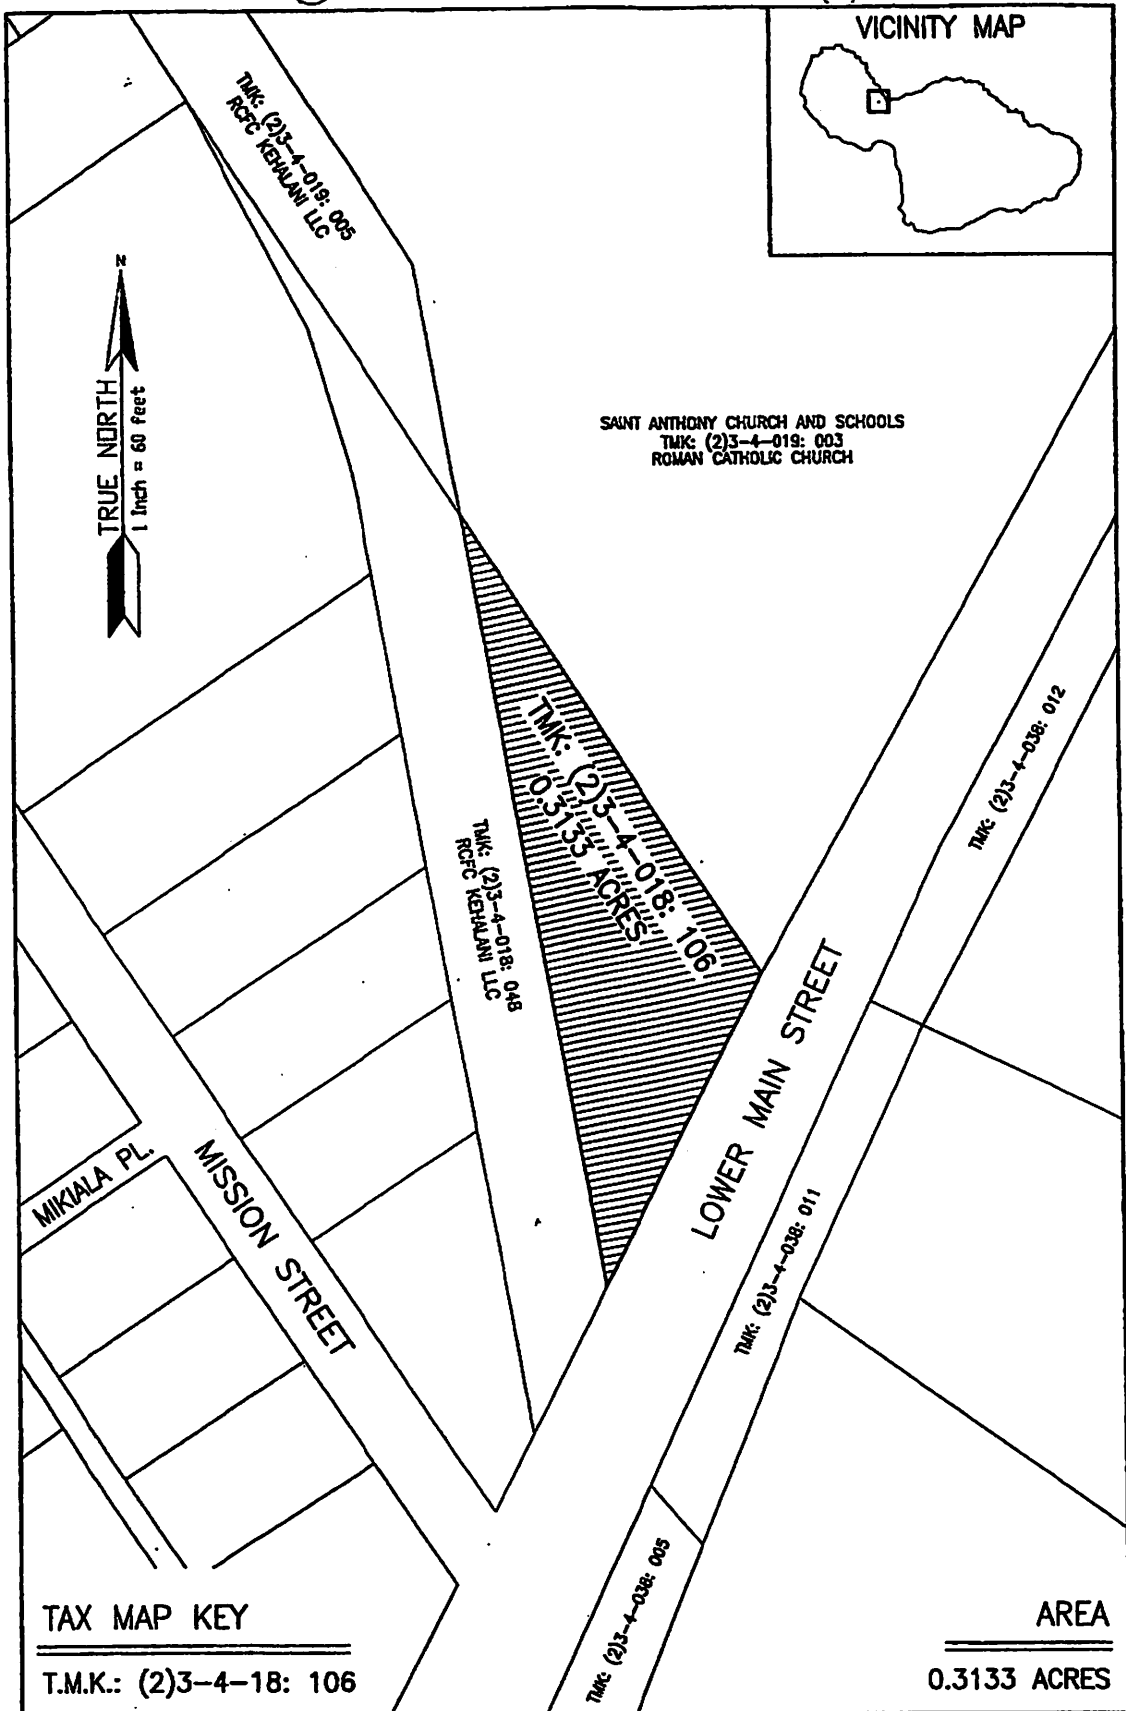 VICINITY MAP
TMK: (2)3-4-019: 005
RCFC KEHALANI LLC
N
TRUE NORTH
1 Inch = 60 feet
SAINT ANTHONY CHURCH AND SCHOOLS
TMK: (2)3-4-019: 003
ROMAN CATHOLIC CHURCH
TMK: (2)3-4-038: 012
TMK: (2)3-4-018: 106
0.3133 ACRES
TMK: (2)3-4-018: 048
RCFC KEHALANI LLC
LOWER MAIN STREET
MIKIALA PL.
MISSION STREET
TMK: (2)3-4-038: 011
TMK: (2)3-4-038: 005
TAX MAP KEY
T.M.K.: (2)3-4-18: 106
AREA
0.3133 ACRES